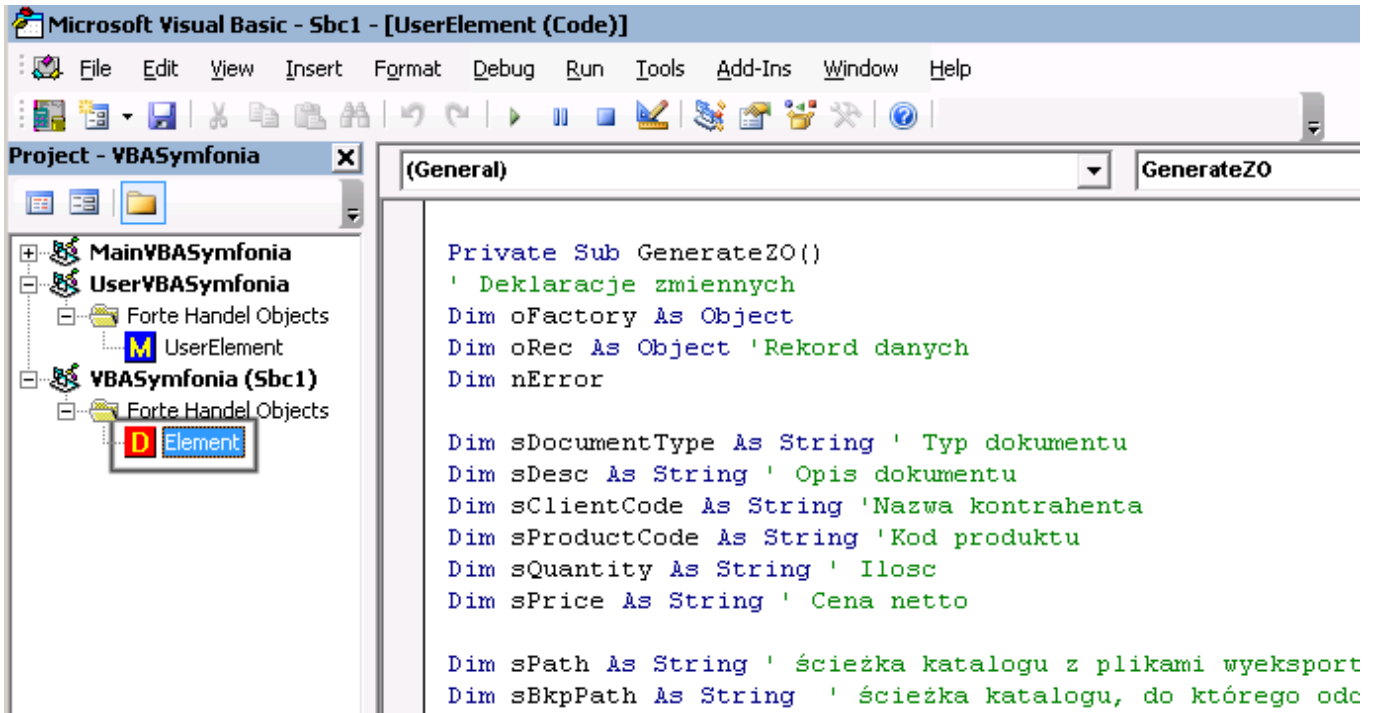 Microsoft Visual Basic - Sbc1 - [UserElement (Code)]
File Edit View Insert Format Debug Run Tools Add-Ins Window Help
Project - VBASymfonia
(General)
GenerateZO
MainVBASymfonia
UserVBASymfonia
Forte Handel Objects
M UserElement
VBASymfonia (Sbc1)
Forte Handel Objects
D Element
Private Sub GenerateZO()
' Deklaracje zmiennych
Dim oFactory As Object
Dim oRec As Object 'Rekord danych
Dim nError
Dim sDocumentType As String ' Typ dokumentu
Dim sDesc As String ' Opis dokumentu
Dim sClientCode As String 'Nazwa kontrahenta
Dim sProductCode As String 'Kod produktu
Dim sQuantity As String ' Ilosc
Dim sPrice As String ' Cena netto
Dim sPath As String ' ścieżka katalogu z plikami wyeksport
Dim sBkpPath As String ' ścieżka katalogu, do którego odc